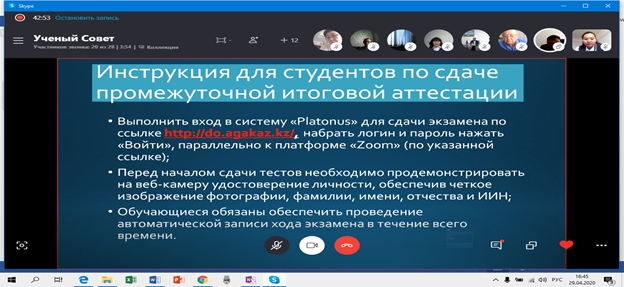 Skype
42:53 Остановить запись
Ученый Совет
Участников звонка 20 из 28 | 3:54 | Коллекция
+ 12
Инструкция для студентов по сдаче
промежуточной итоговой аттестации
• Выполнить вход в систему «Platonus» для сдачи экзамена по
ссылке http://do.agakaz.kz/, набрать логин и пароль нажать
«Войти», параллельно к платформе «Zoom» (по указанной
ссылке);
• Перед началом сдачи тестов необходимо продемонстрировать
на веб-камеру удостоверение личности, обеспечив четкое
изображение фотографии, фамилии, имени, отчества и ИИН;
• Обучающиеся обязаны обеспечить проведение
автоматической записи хода экзамена в течение всего
времени.
РУС
16:45
29.04.2020